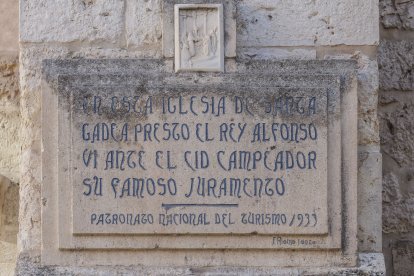 EN ESTA IGLESIA DE SANTA
GADEA PRESTO EL REY ALFONSO
VI ANTE EL CID CAMPEADOR
SU FAMOSO JURAMENTO
PATRONATO NACIONAL DEL TURISMO / 1933